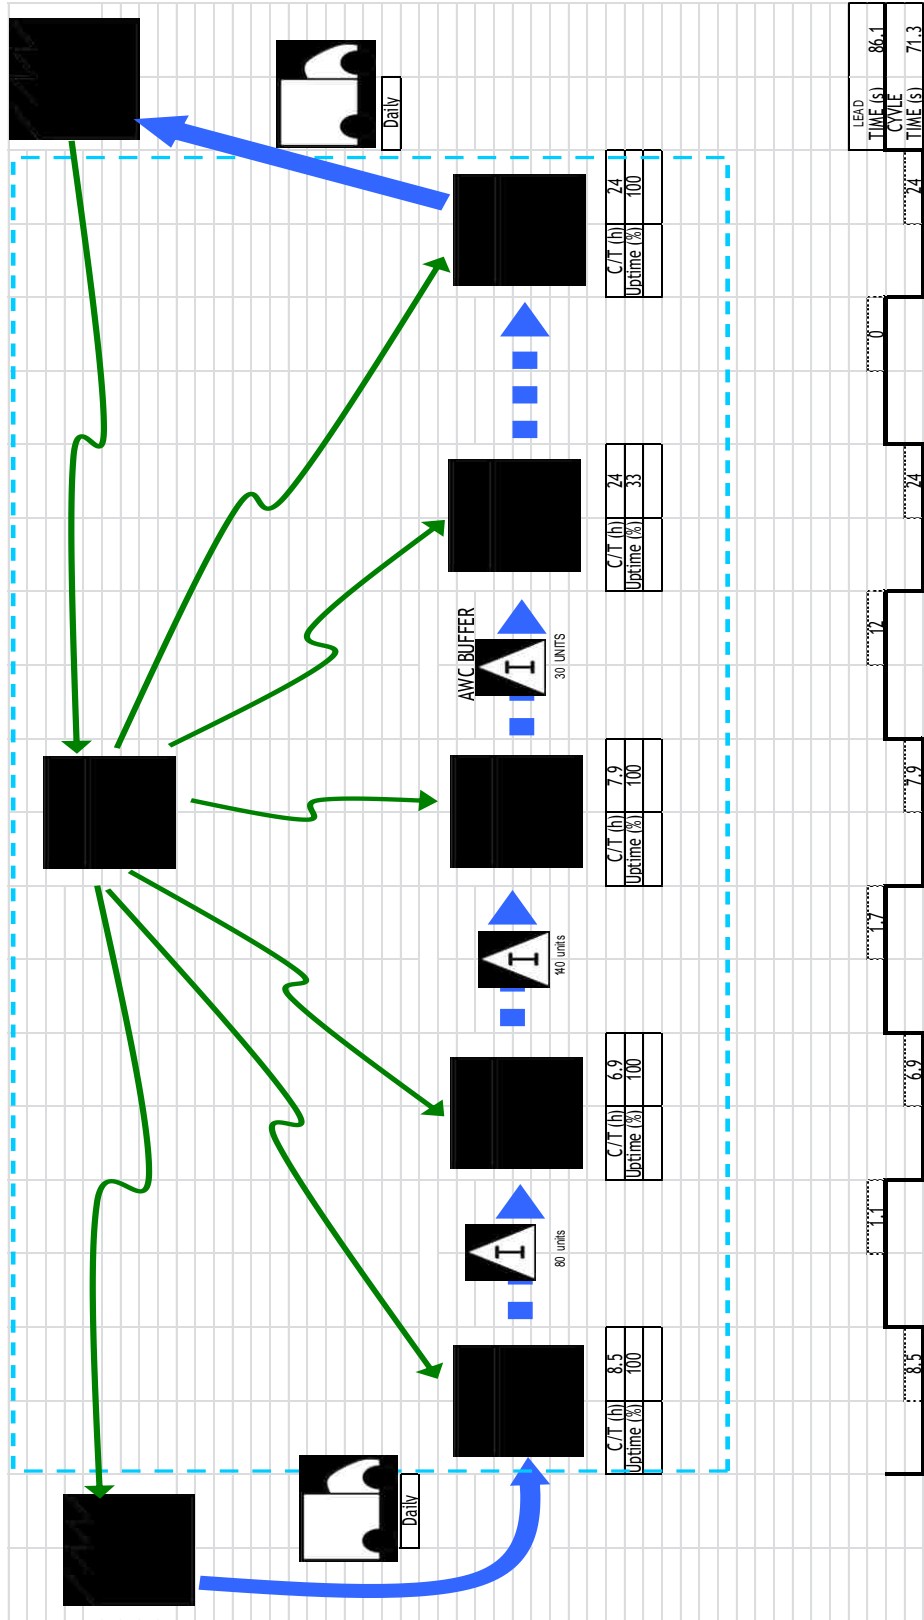 Daily
Daily
AWC BUFFER
80 units
140 units
30 UNITS
C/T (h) 8.5
Uptime (%) 100
C/T (h) 6.9
Uptime (%) 100
C/T (h) 7.9
Uptime (%) 100
C/T (h) 24
Uptime (%) 33
C/T (h) 24
Uptime (%) 100
1.1 1.7 12 0
8.5 6.9 7.9 24 24
LEAD
TIME (s) 86.1
CYVLE
TIME (s) 71.3